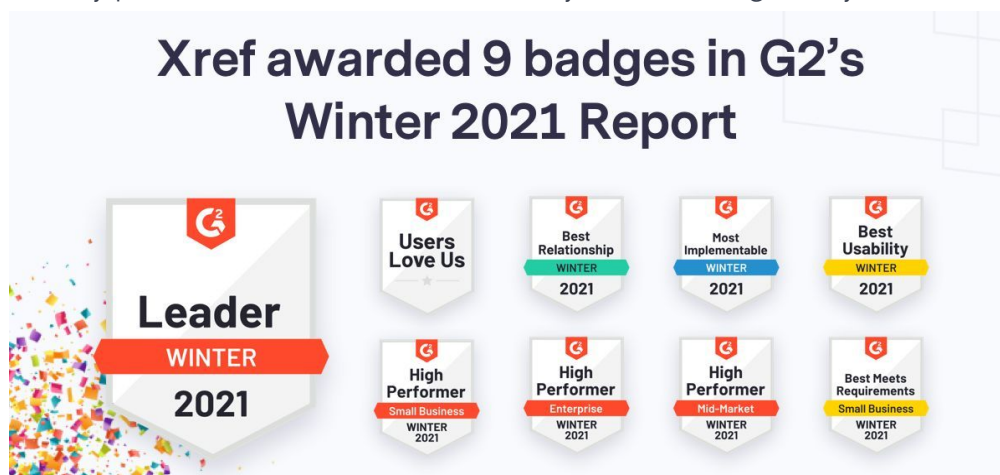 Xref awarded 9 badges in G2's
Winter 2021 Report
G2
Leader
WINTER
2021
G2
Users
Love Us
G2
Best
Relationship
WINTER
2021
G2
Most
Implementable
WINTER
2021
G2
Best
Usability
WINTER
2021
G2
High
Performer
Small Business
WINTER
2021
G2
High
Performer
Enterprise
WINTER
2021
G2
High
Performer
Mid-Market
WINTER
2021
G2
Best Meets
Requirements
Small Business
WINTER
2021